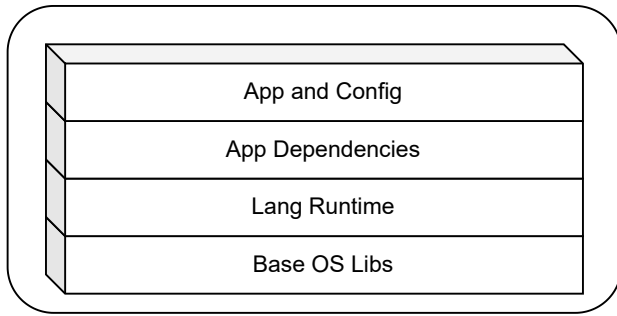 App and Config
App Dependencies
Lang Runtime
Base OS Libs